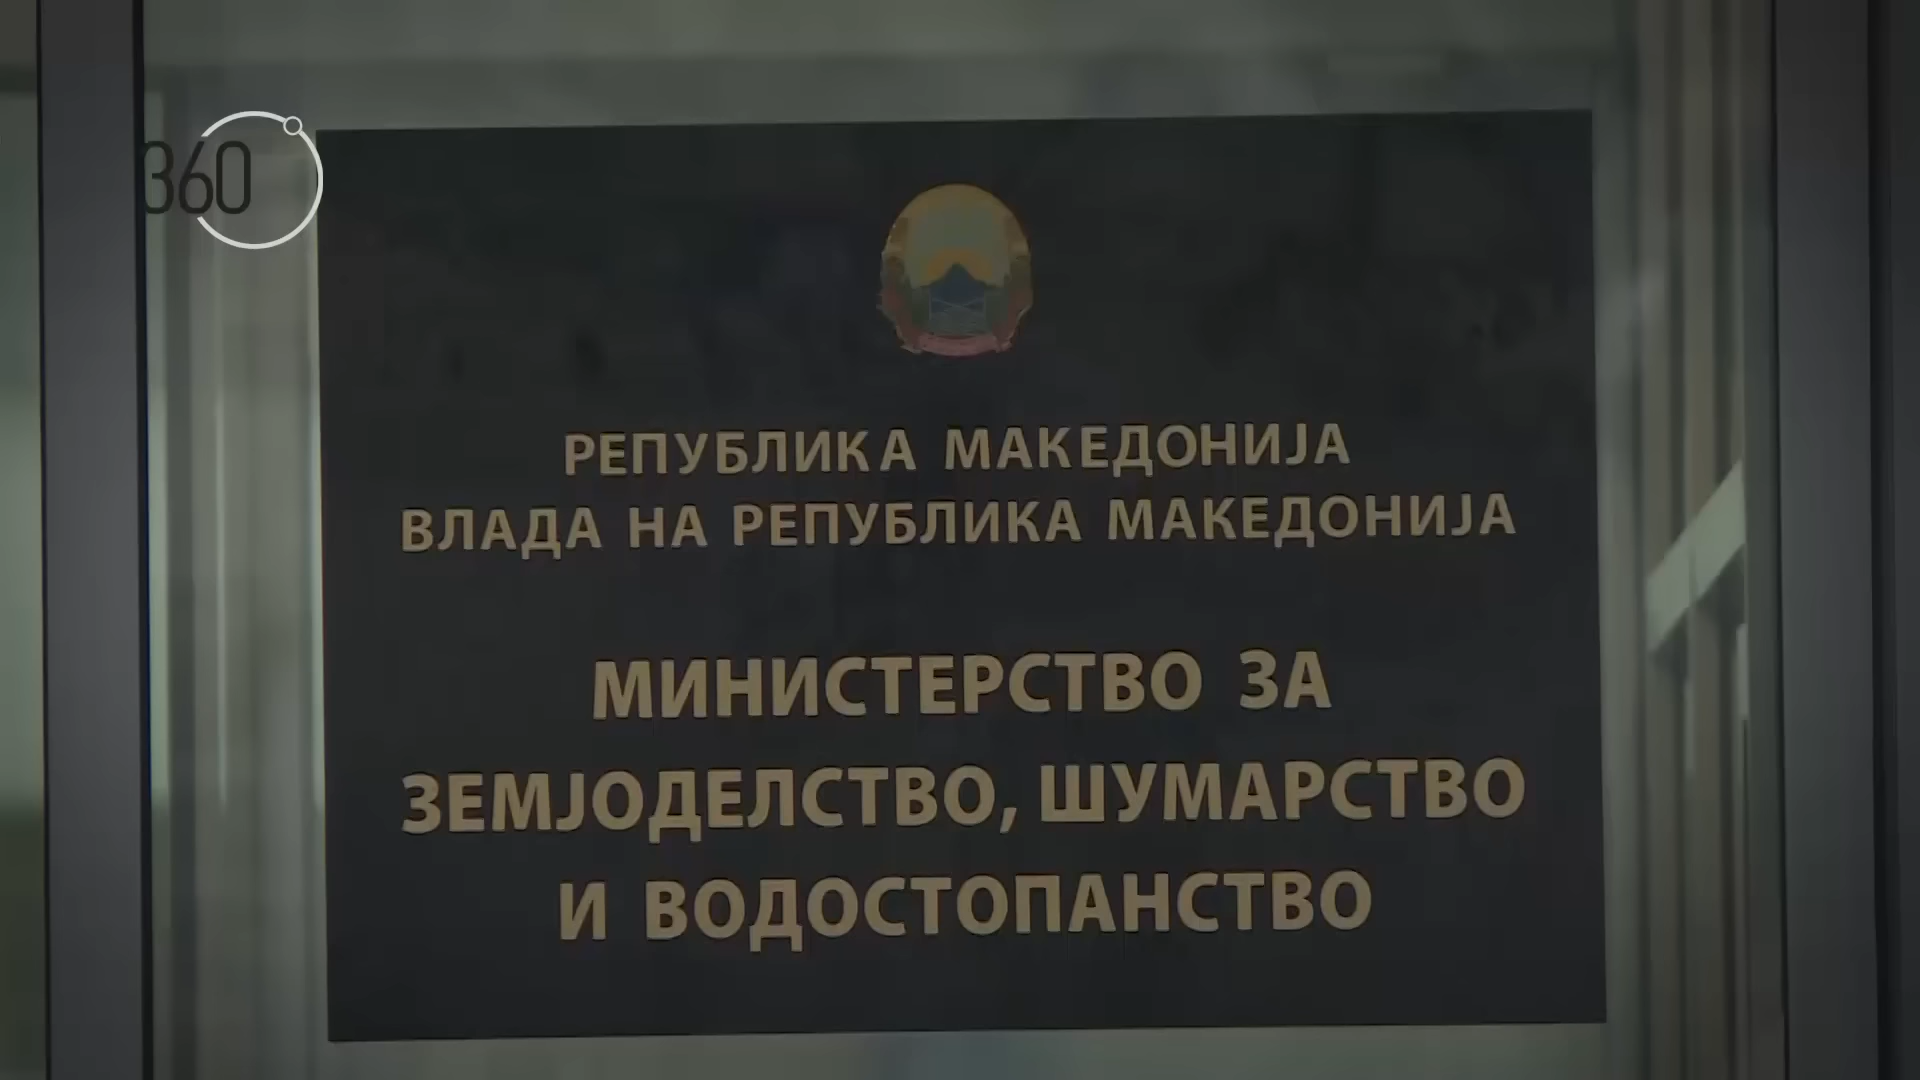 360
РЕПУБЛИКА МАКЕДОНИЈА
ВЛАДА НА РЕПУБЛИКА МАКЕДОНИЈА
МИНИСТЕРСТВО ЗА
ЗЕМЈОДЕЛСТВО, ШУМАРСТВО
И ВОДОСТОПАНСТВО